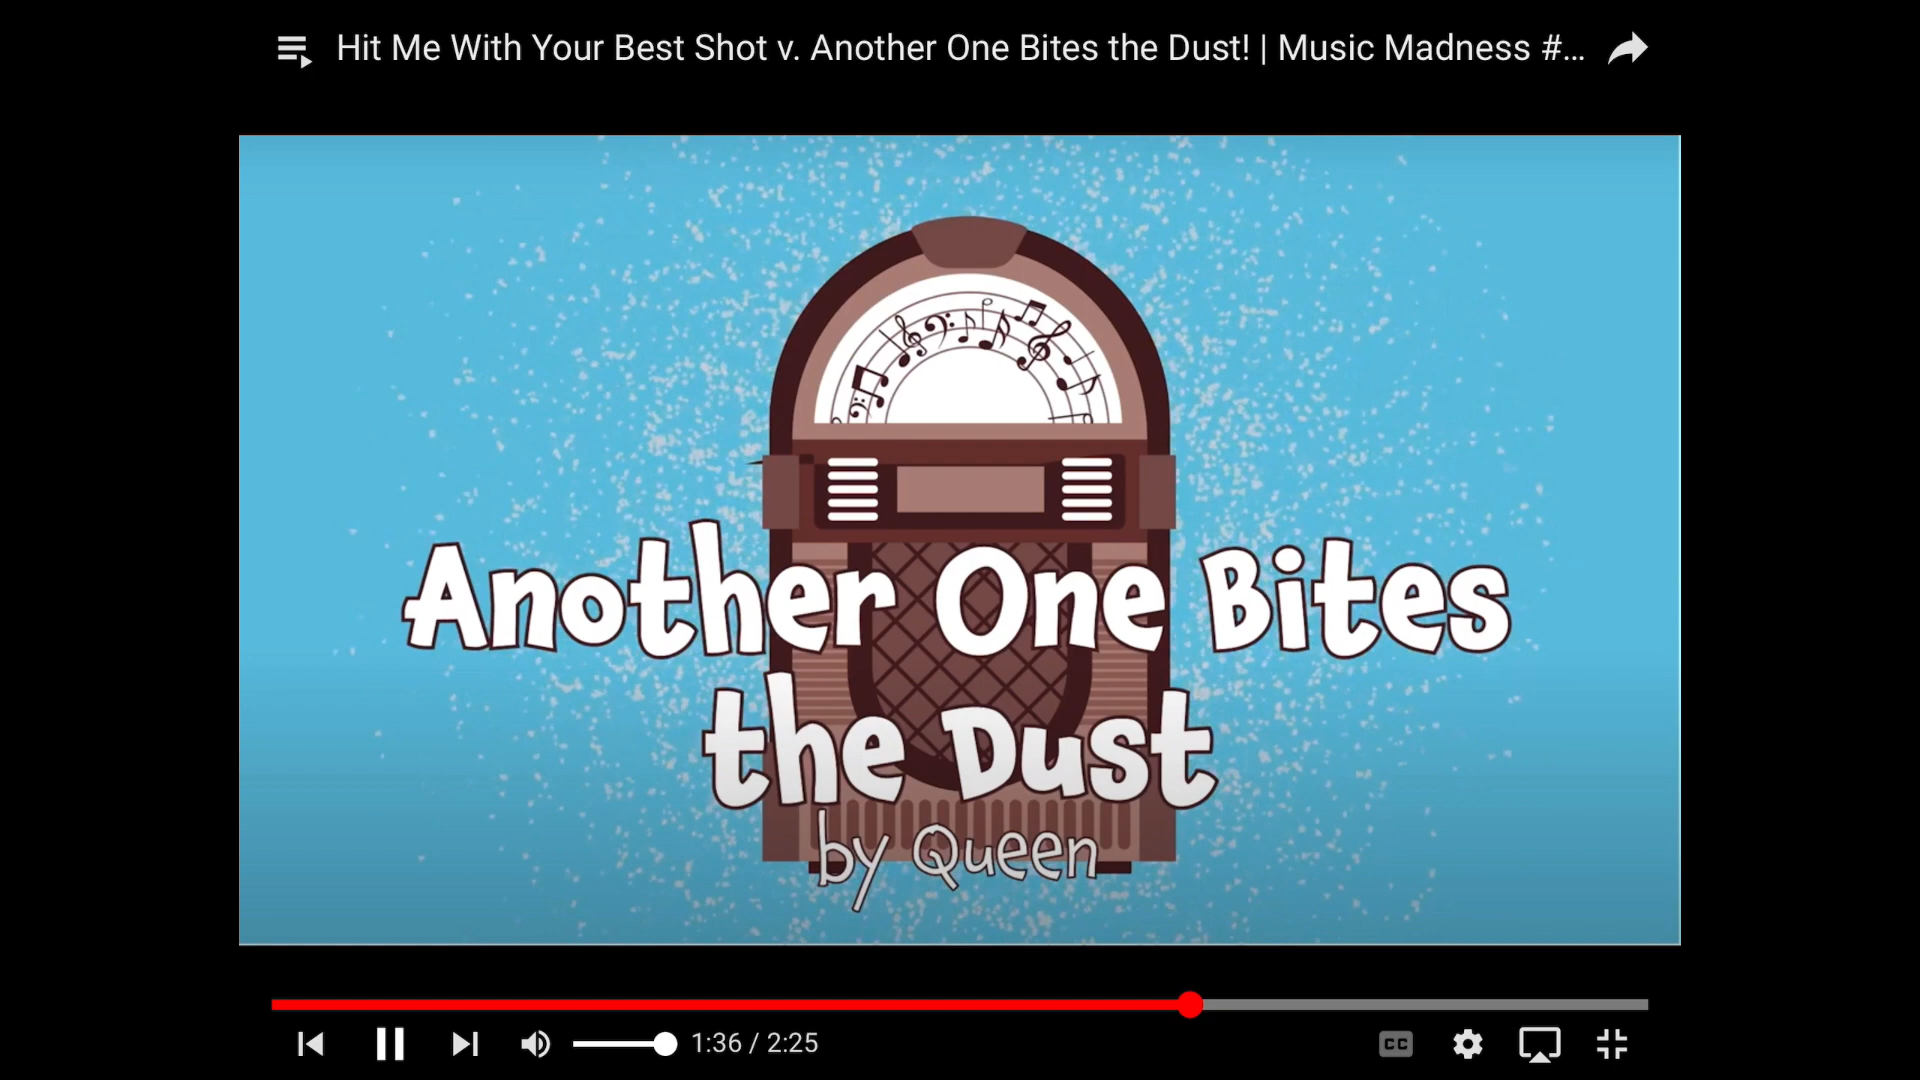 Hit Me With Your Best Shot v. Another One Bites the Dust! | Music Madness #...
Another One Bites
the Dust
by Queen
1:36 / 2:25
CC